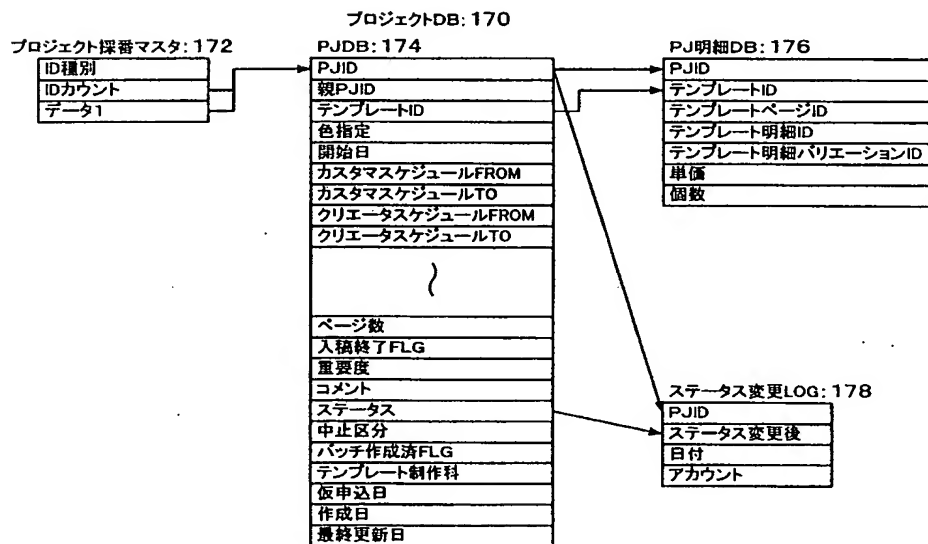 プロジェクトDB: 170
プロジェクト採番マスタ: 172
ID種別
IDカウント
データ1
PJDB: 174
PJID
親PJID
テンプレートID
色指定
開始日
カスタマスケジュールFROM
カスタマスケジュールTO
クリエータスケジュールFROM
クリエータスケジュールTO
ページ数
入稿終了FLG
重要度
コメント
ステータス
中止区分
バッチ作成済FLG
テンプレート制作科
仮申込日
作成日
最終更新日
PJ明細DB: 176
PJID
テンプレートID
テンプレートページID
テンプレート明細ID
テンプレート明細バリエーションID
単価
個数
ステータス変更LOG: 178
PJID
ステータス変更後
日付
アカウント